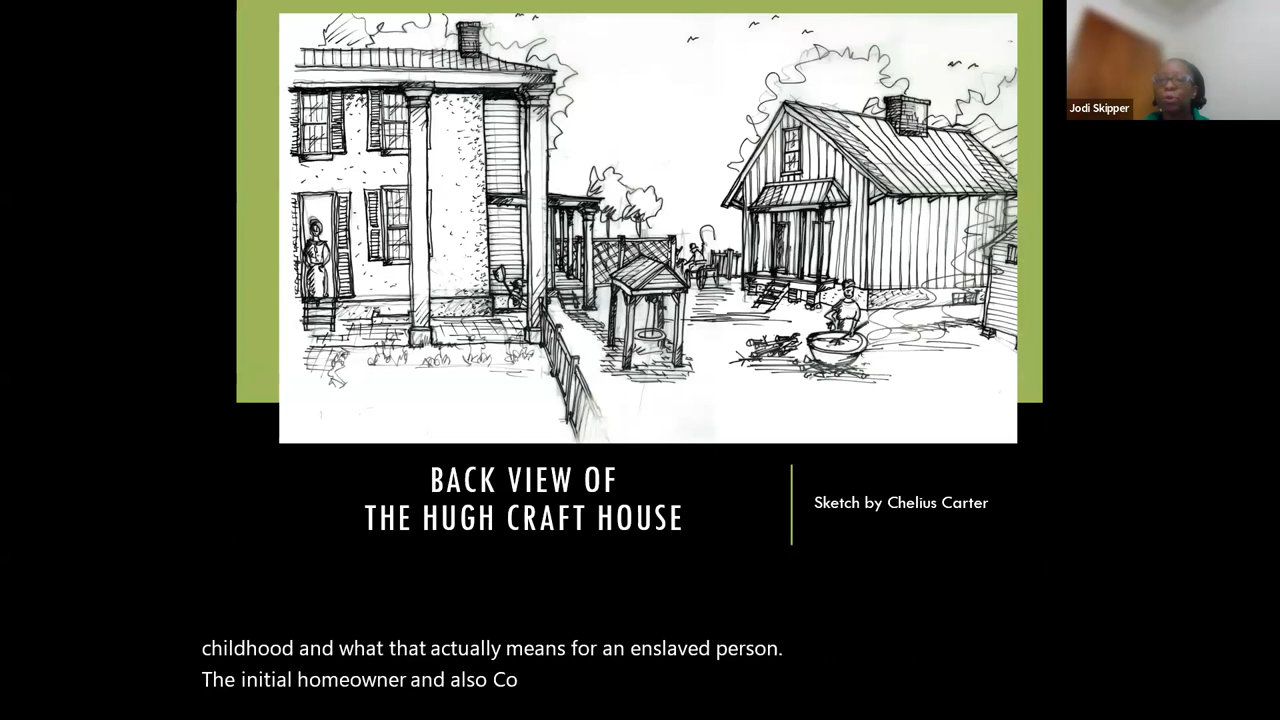 Jodi Skipper
BACK VIEW OF
THE HUGH CRAFT HOUSE
Sketch by Chelius Carter
childhood and what that actually means for an enslaved person.
The initial homeowner and also Co